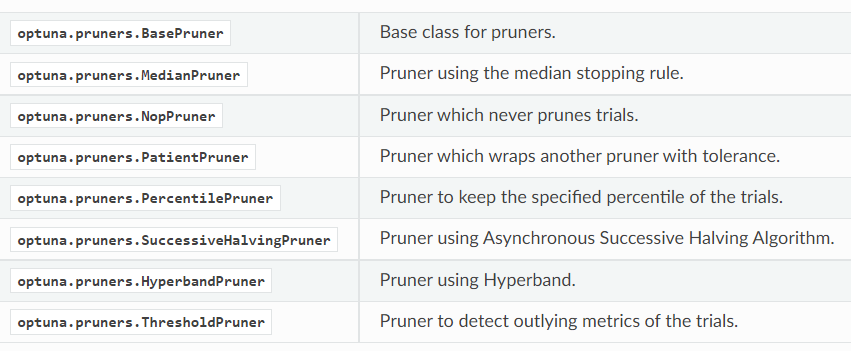 optuna.pruners.BasePruner Base class for pruners.
optuna.pruners.MedianPruner Pruner using the median stopping rule.
optuna.pruners.NopPruner Pruner which never prunes trials.
optuna.pruners.PatientPruner Pruner which wraps another pruner with tolerance.
optuna.pruners.PercentilePruner Pruner to keep the specified percentile of the trials.
optuna.pruners.SuccessiveHalvingPruner Pruner using Asynchronous Successive Halving Algorithm.
optuna.pruners.HyperbandPruner Pruner using Hyperband.
optuna.pruners.ThresholdPruner Pruner to detect outlying metrics of the trials.